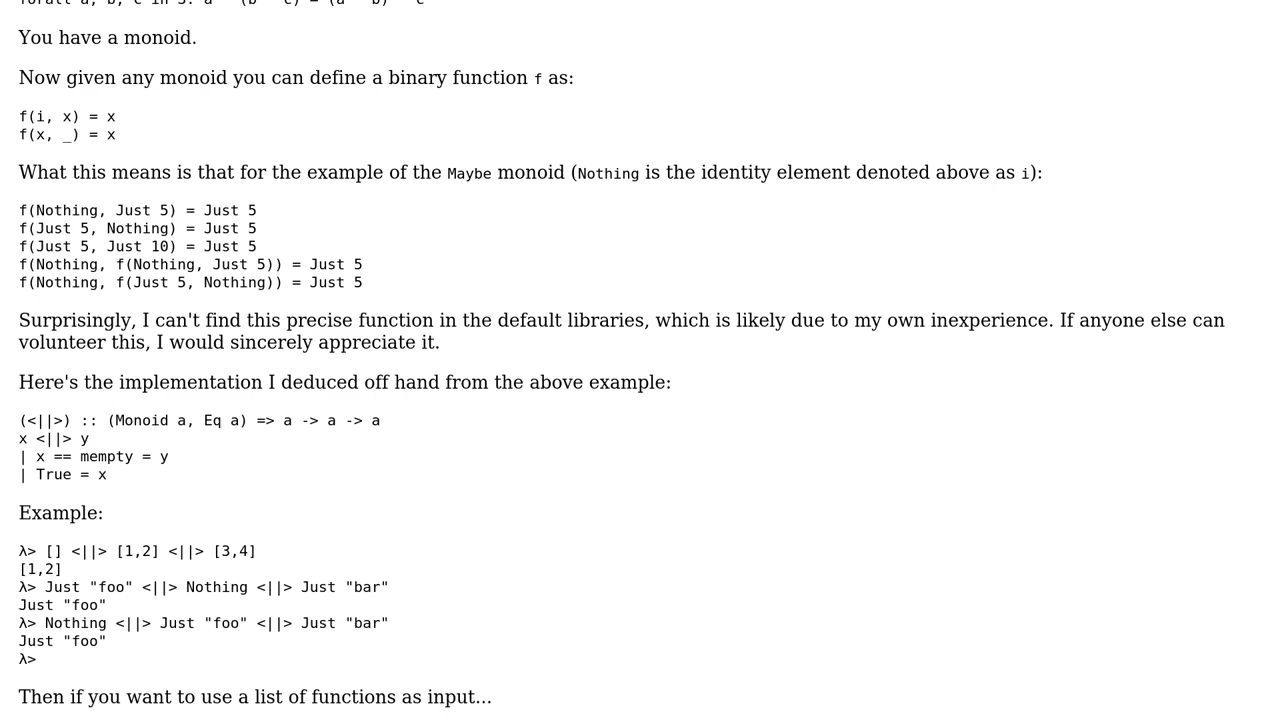 You have a monoid.
Now given any monoid you can define a binary function f as:
f(i, x) = x
f(x, _) = x
What this means is that for the example of the Maybe monoid (Nothing is the identity element denoted above as i):
f(Nothing, Just 5) = Just 5
f(Just 5, Nothing) = Just 5
f(Just 5, Just 10) = Just 5
f(Nothing, f(Nothing, Just 5)) = Just 5
f(Nothing, f(Just 5, Nothing)) = Just 5
Surprisingly, I can't find this precise function in the default libraries, which is likely due to my own inexperience. If anyone else can
volunteer this, I would sincerely appreciate it.
Here's the implementation I deduced off hand from the above example:
(<||>) :: (Monoid a, Eq a) => a -> a -> a
x <||> y
| x == mempty = y
| True = x
Example:
λ> [] <||> [1,2] <||> [3,4]
[1,2]
λ> Just "foo" <||> Nothing <||> Just "bar"
Just "foo"
λ> Nothing <||> Just "foo" <||> Just "bar"
Just "foo"
λ>
Then if you want to use a list of functions as input...